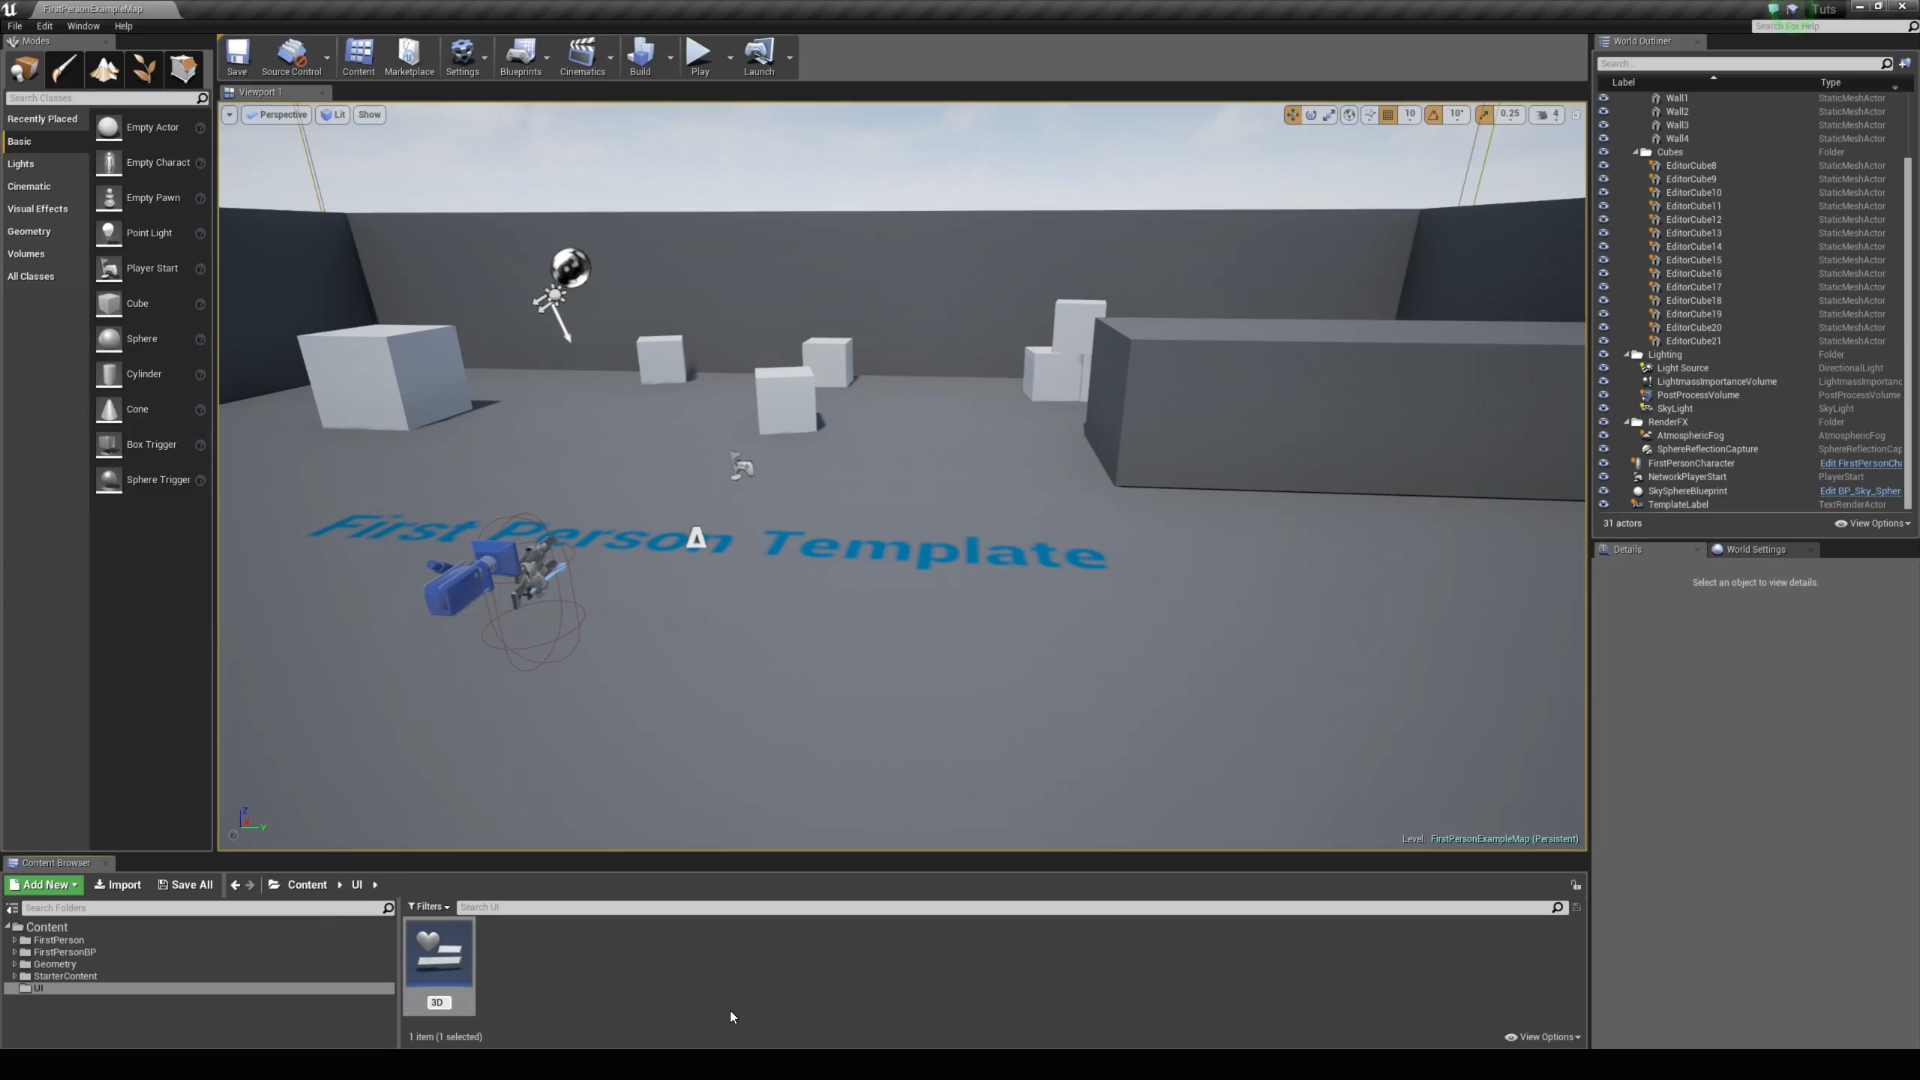 FirstPersonExampleMap
Tuts
File Edit Window Help
Search For Help
Modes
Search Classes
Recently Placed
Basic
Lights
Cinematic
Visual Effects
Geometry
Volumes
All Classes
Empty Actor
Empty Charact
Empty Pawn
Point Light
Player Start
Cube
Sphere
Cylinder
Cone
Box Trigger
Sphere Trigger
Save Source Control Content Marketplace Settings Blueprints Cinematics Build Play Launch
Viewport 1
Perspective Lit Show
10 10° 0.25 4
First Person Template
Z
Y
Level: FirstPersonExampleMap (Persistent)
World Outliner
Search...
Label Type
Wall1 StaticMeshActor
Wall2 StaticMeshActor
Wall3 StaticMeshActor
Wall4 StaticMeshActor
Cubes Folder
EditorCube8 StaticMeshActor
EditorCube9 StaticMeshActor
EditorCube10 StaticMeshActor
EditorCube11 StaticMeshActor
EditorCube12 StaticMeshActor
EditorCube13 StaticMeshActor
EditorCube14 StaticMeshActor
EditorCube15 StaticMeshActor
EditorCube16 StaticMeshActor
EditorCube17 StaticMeshActor
EditorCube18 StaticMeshActor
EditorCube19 StaticMeshActor
EditorCube20 StaticMeshActor
EditorCube21 StaticMeshActor
Lighting Folder
Light Source DirectionalLight
LightmassImportanceVolume LightmassImportanc
PostProcessVolume PostProcessVolume
SkyLight SkyLight
RenderFX Folder
AtmosphericFog AtmosphericFog
SphereReflectionCapture SphereReflectionCap
FirstPersonCharacter Edit FirstPersonCha
NetworkPlayerStart PlayerStart
SkySphereBlueprint Edit BP_Sky_Spher
TemplateLabel TextRenderActor
31 actors View Options
Details World Settings
Select an object to view details.
Content Browser
Add New Import Save All Content UI
Search Folders
Content
FirstPerson
FirstPersonBP
Geometry
StarterContent
UI
Filters Search UI
3D
1 item (1 selected) View Options